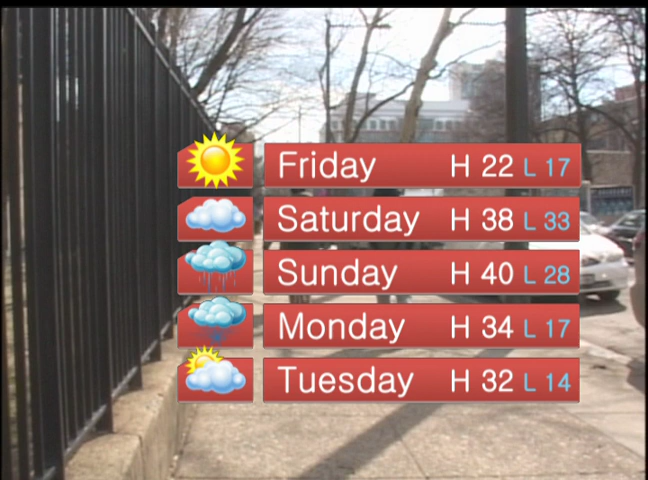 Friday H 22 L 17
Saturday H 38 L 33
Sunday H 40 L 28
Monday H 34 L 17
Tuesday H 32 L 14